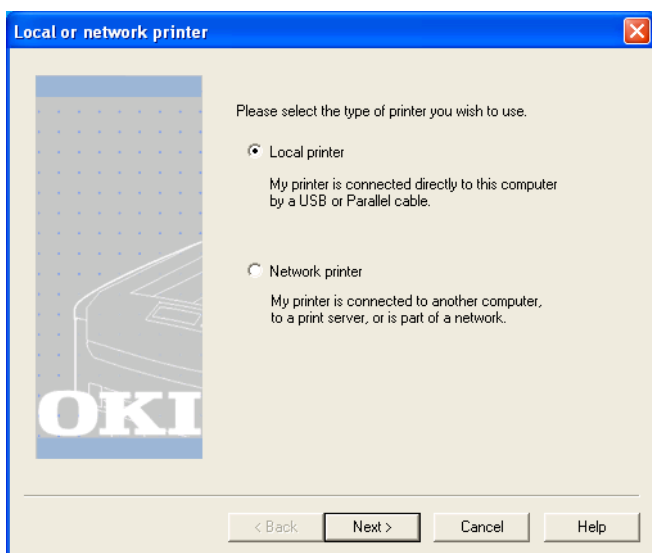 Local or network printer
Please select the type of printer you wish to use.
Local printer
My printer is connected directly to this computer
by a USB or Parallel cable.
Network printer
My printer is connected to another computer,
to a print server, or is part of a network.
OKI
< Back Next > Cancel Help